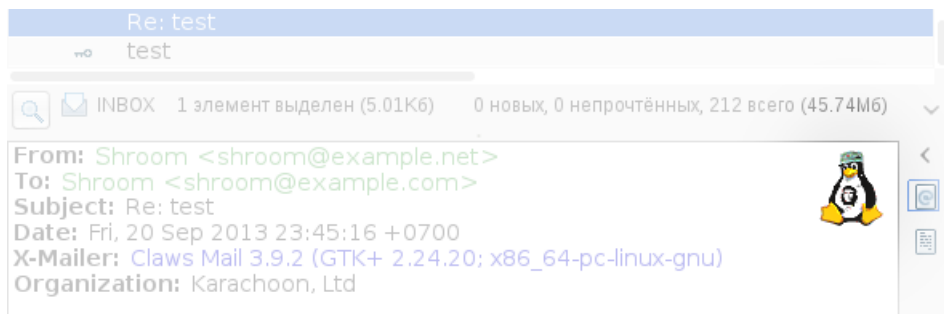 Re: test
test
INBOX 1 элемент выделен (5.01Кб) 0 новых, 0 непрочтённых, 212 всего (45.74Мб)
From: Shroom <shroom@example.net>
To: Shroom <shroom@example.com>
Subject: Re: test
Date: Fri, 20 Sep 2013 23:45:16 +0700
X-Mailer: Claws Mail 3.9.2 (GTK+ 2.24.20; x86_64-pc-linux-gnu)
Organization: Karachoon, Ltd